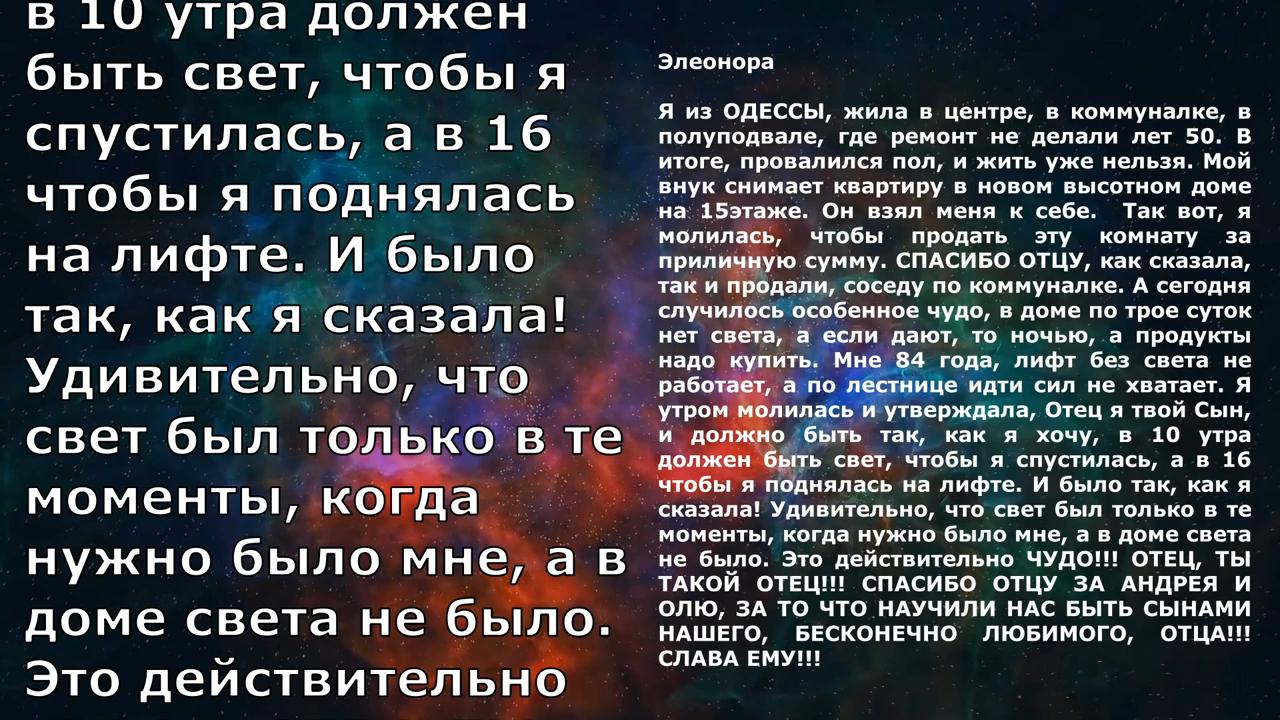 в 10 утра должен
быть свет, чтобы я
спустилась, а в 16
чтобы я поднялась
на лифте. И было
так, как я сказала!
Удивительно, что
свет был только в те
моменты, когда
нужно было мне, а в
доме света не было.
Это действительно
Элеонора
Я из ОДЕССЫ, жила в центре, в коммуналке, в
полуподвале, где ремонт не делали лет 50. В
итоге, провалился пол, и жить уже нельзя. Мой
внук снимает квартиру в новом высотном доме
на 15этаже. Он взял меня к себе. Так вот, я
молилась, чтобы продать эту комнату за
приличную сумму. СПАСИБО ОТЦУ, как сказала,
так и продали, соседу по коммуналке. А сегодня
случилось особенное чудо, в доме по трое суток
нет света, а если дают, то ночью, а продукты
надо купить. Мне 84 года, лифт без света не
работает, а по лестнице идти сил не хватает. Я
утром молилась и утверждала, Отец я твой Сын,
и должно быть так, как я хочу, в 10 утра
должен быть свет, чтобы я спустилась, а в 16
чтобы я поднялась на лифте. И было так, как я
сказала! Удивительно, что свет был только в те
моменты, когда нужно было мне, а в доме света
не было. Это действительно ЧУДО!!! ОТЕЦ, ТЫ
ТАКОЙ ОТЕЦ!!! СПАСИБО ОТЦУ ЗА АНДРЕЯ И
ОЛЮ, ЗА ТО ЧТО НАУЧИЛИ НАС БЫТЬ СЫНАМИ
НАШЕГО, БЕСКОНЕЧНО ЛЮБИМОГО, ОТЦА!!!
СЛАВА ЕМУ!!!